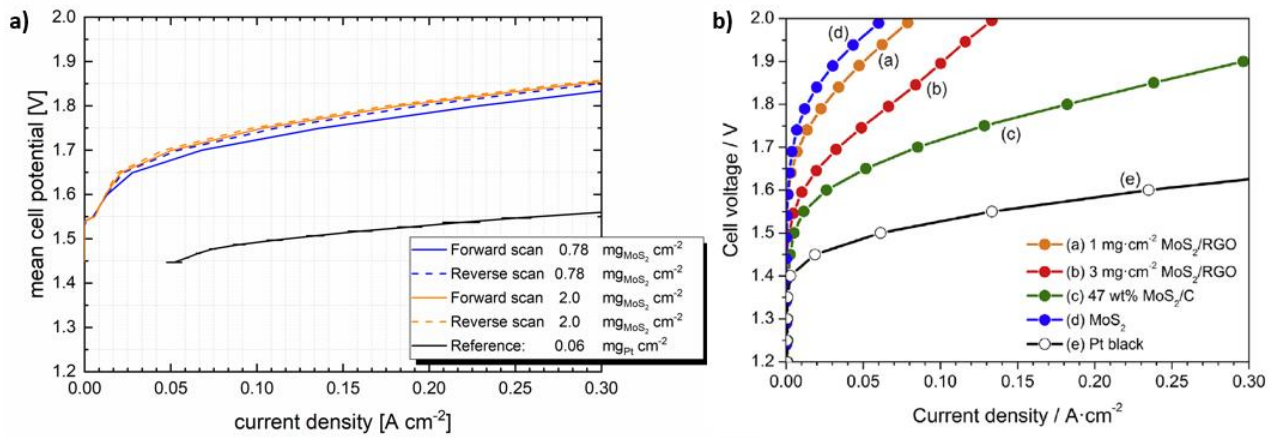 a)
2.0
1.9
1.8
1.7
1.6
1.5
1.4
1.3
1.2
mean cell potential [V]
0.00 0.05 0.10 0.15 0.20 0.25 0.30
current density [A cm⁻²]
Forward scan 0.78 mg_MoS₂ cm⁻²
Reverse scan 0.78 mg_MoS₂ cm⁻²
Forward scan 2.0 mg_MoS₂ cm⁻²
Reverse scan 2.0 mg_MoS₂ cm⁻²
Reference: 0.06 mg_Pt cm⁻²
b)
2.0
1.9
1.8
1.7
1.6
1.5
1.4
1.3
1.2
Cell voltage / V
(d)
(a)
(b)
(c)
(e)
(a) 1 mg·cm⁻² MoS₂/RGO
(b) 3 mg·cm⁻² MoS₂/RGO
(c) 47 wt% MoS₂/C
(d) MoS₂
(e) Pt black
0.00 0.05 0.10 0.15 0.20 0.25 0.30
Current density / A·cm⁻²